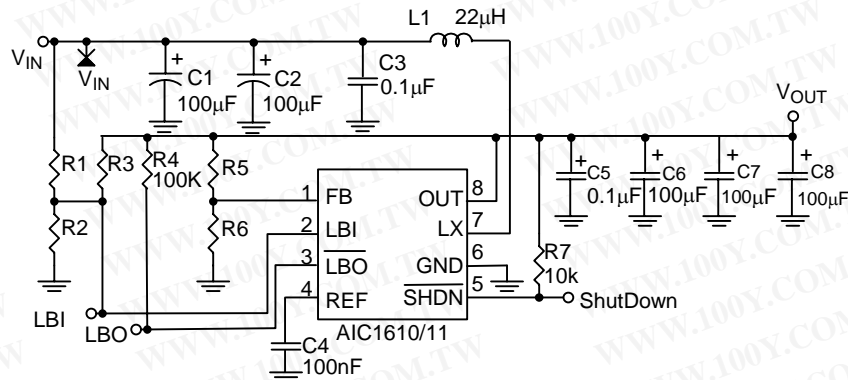 L1 22µH
VIN
VIN
C1
100µF
C2
100µF
C3
0.1µF
VOUT
R1
R3
R4
100K
R5
R2
R6
1 FB
2 LBI
3 LBO
4 REF
OUT 8
LX 7
GND 6
SHDN 5
AIC1610/11
C5
0.1µF
C6
100µF
C7
100µF
C8
100µF
R7
10k
ShutDown
LBI
LBO
C4
100nF
WWW.100Y.COM.TW